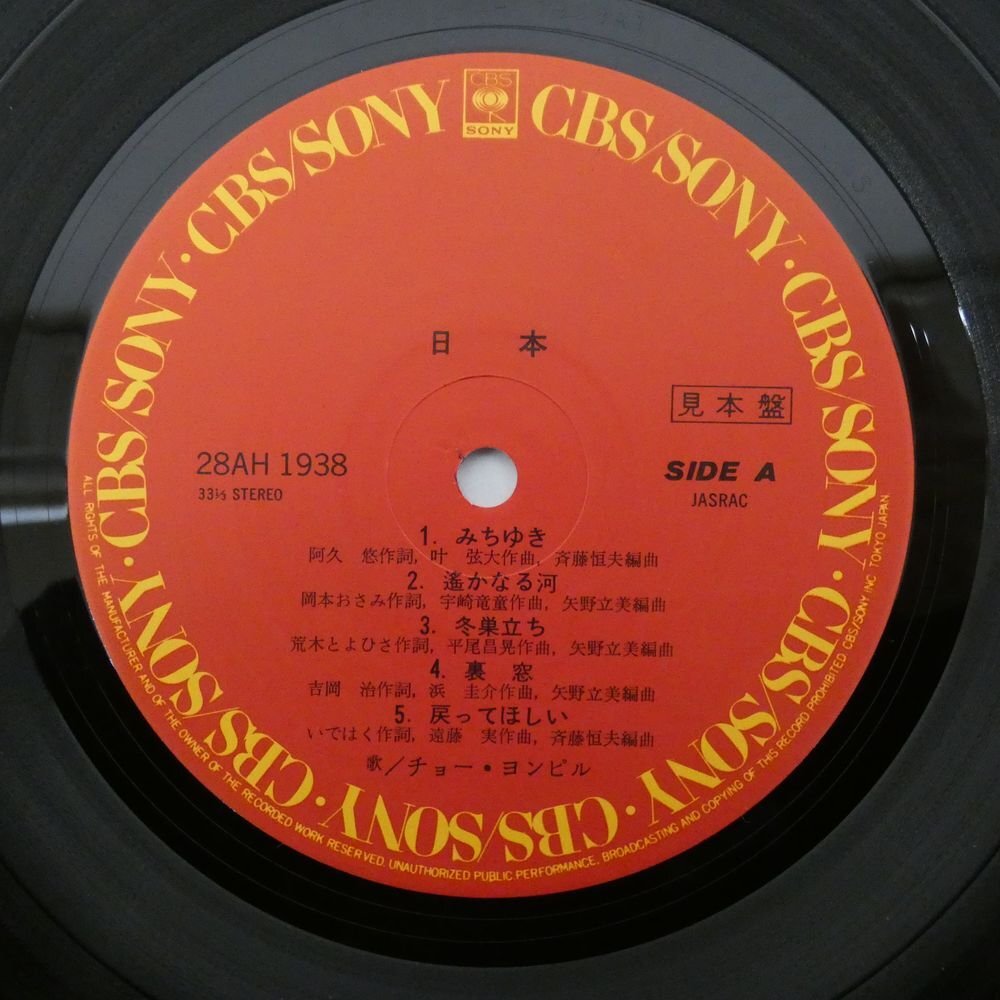 CBS
SONY
CBS/SONY · CBS/SONY · CBS/SONY · CBS/SONY · CBS/SONY · CBS/SONY · CBS/SONY · CBS/SONY · CBS/SONY
日 本
見本盤
28AH 1938
33⅓ STEREO
SIDE A
JASRAC
1. みちゆき
阿久 悠作詞, 叶 弦大作曲, 斉藤恒夫編曲
2. 遙かなる河
岡本おさみ作詞, 宇崎竜童作曲, 矢野立美編曲
3. 冬巣立ち
荒木とよひさ作詞, 平尾昌晃作曲, 矢野立美編曲
4. 裏 窓
吉岡 治作詞, 浜 圭介作曲, 矢野立美編曲
5. 戻ってほしい
いではく作詞, 遠藤 実作曲, 斉藤恒夫編曲
歌／チョー・ヨンピル
ALL RIGHTS OF THE MANUFACTURER AND OF THE OWNER OF THE RECORDED WORK RESERVED. UNAUTHORIZED PUBLIC PERFORMANCE, BROADCASTING AND COPYING OF THIS RECORD PROHIBITED. CBS/SONY INC. TOKYO JAPAN